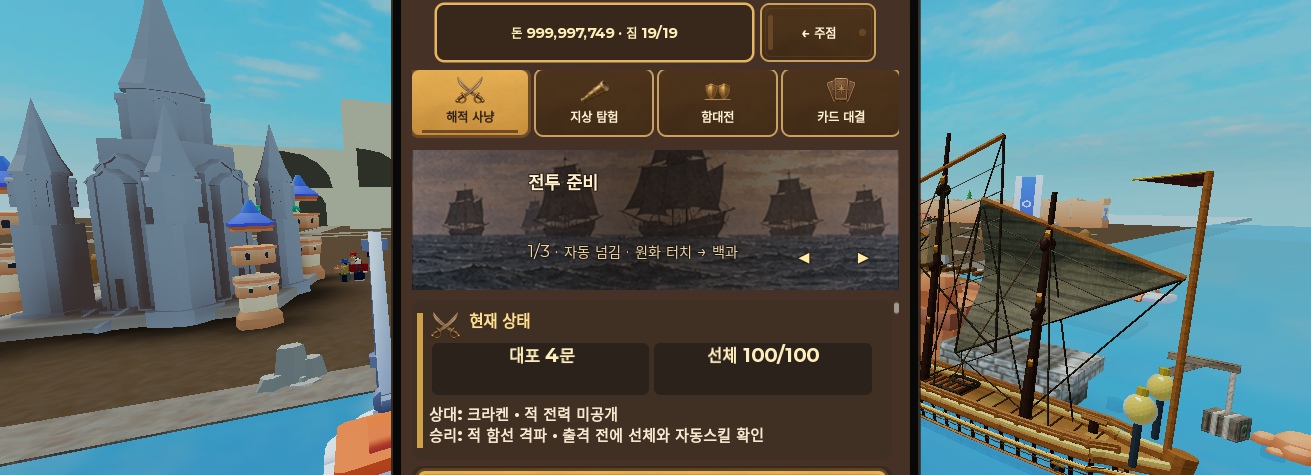 돈 999,997,749 · 짐 19/19
← 주점
해적 사냥
지상 탐험
함대전
카드 대결
전투 준비
1/3 · 자동 넘김 · 원화 터치 → 백과
◀ ▶
현재 상태
대포 4문
선체 100/100
상대: 크라켄 • 적 전력 미공개
승리: 적 함선 격파 • 출격 전에 선체와 자동스킬 확인